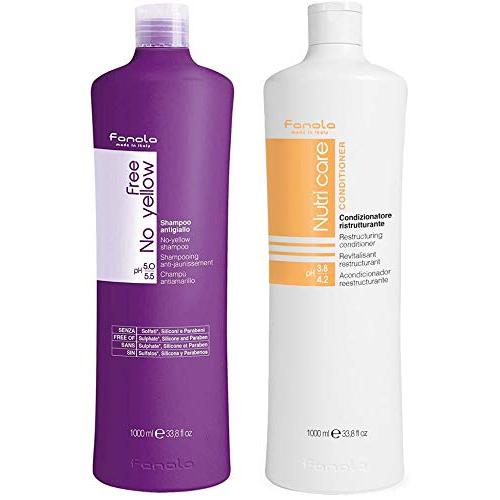 Fanola
made in Italy
Free
No yellow
Shampoo
antigiallo
No-yellow
shampoo
Shampooing
anti-jaunissement
Champú
antiamarillo
pH 5.0
5.5
SENZA Solfati*, Siliconi e Parabeni
FREE OF Sulphate*, Silicone and Paraben
SANS Sulphate*, Silicone et Paraben
SIN Sulfatos*, Silicona y Parabenos
1000 ml e 33,8 fl oz
Fanola
Fanola
made in Italy
Nutri care
CONDITIONER
Condizionatore
ristrutturante
Restructuring
conditioner
Revitalisant
restructurant
Acondicionador
reestructurante
pH 3.8
4.2
1000 ml e 33,8 fl oz
Fanola